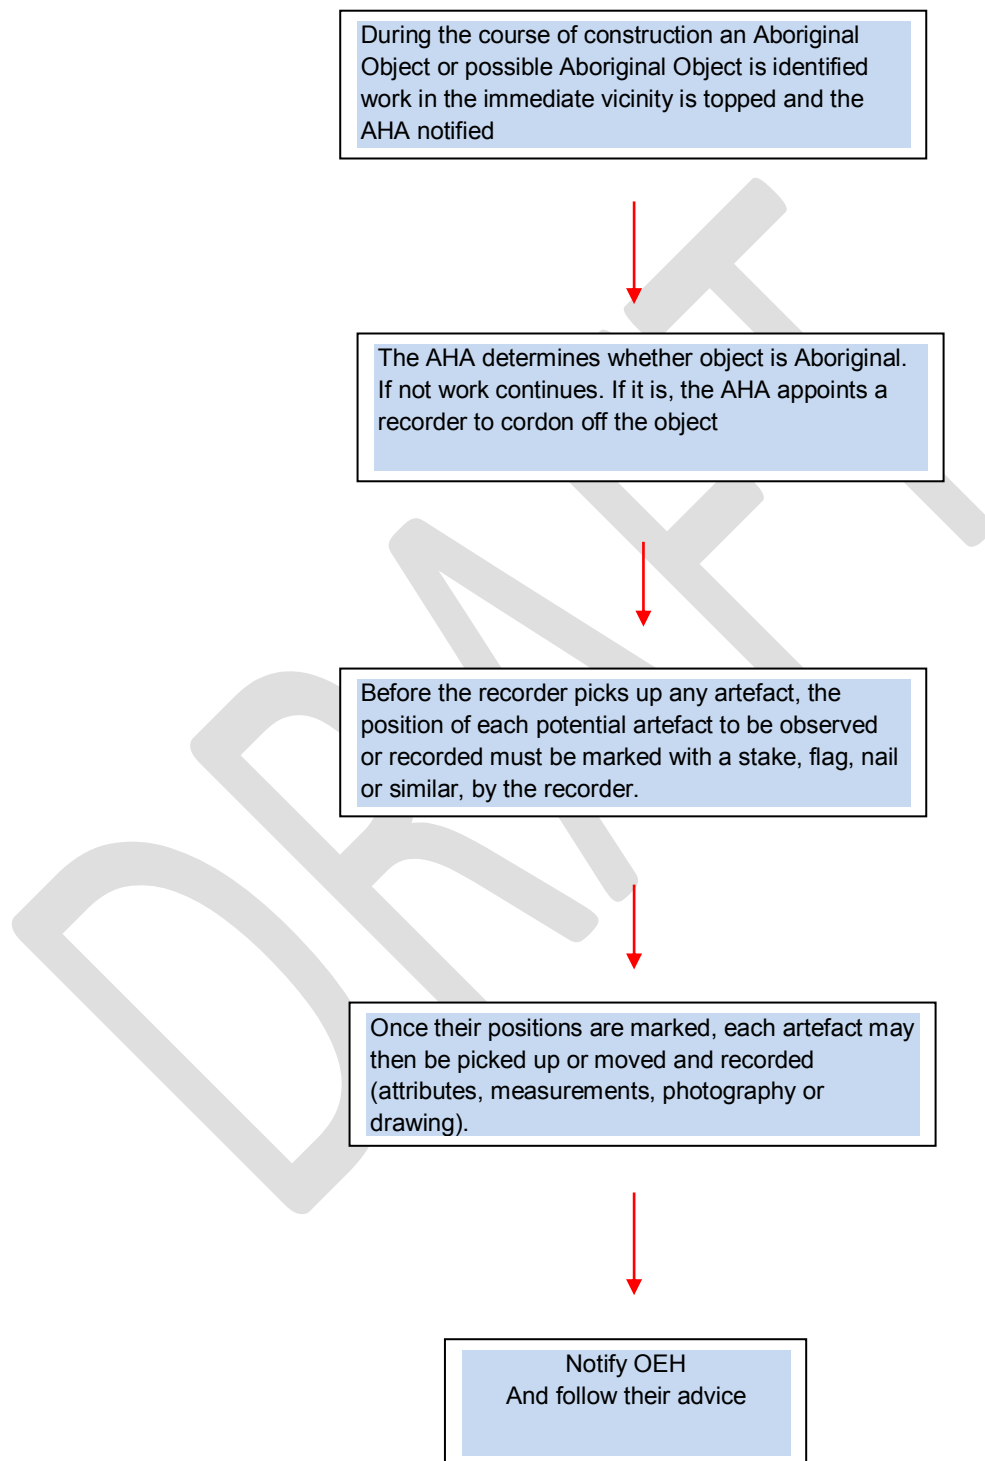 During the course of construction an Aboriginal
Object or possible Aboriginal Object is identified
work in the immediate vicinity is topped and the
AHA notified
The AHA determines whether object is Aboriginal.
If not work continues. If it is, the AHA appoints a
recorder to cordon off the object
Before the recorder picks up any artefact, the
position of each potential artefact to be observed
or recorded must be marked with a stake, flag, nail
or similar, by the recorder.
Once their positions are marked, each artefact may
then be picked up or moved and recorded
(attributes, measurements, photography or
drawing).
Notify OEH
And follow their advice
DRAFT